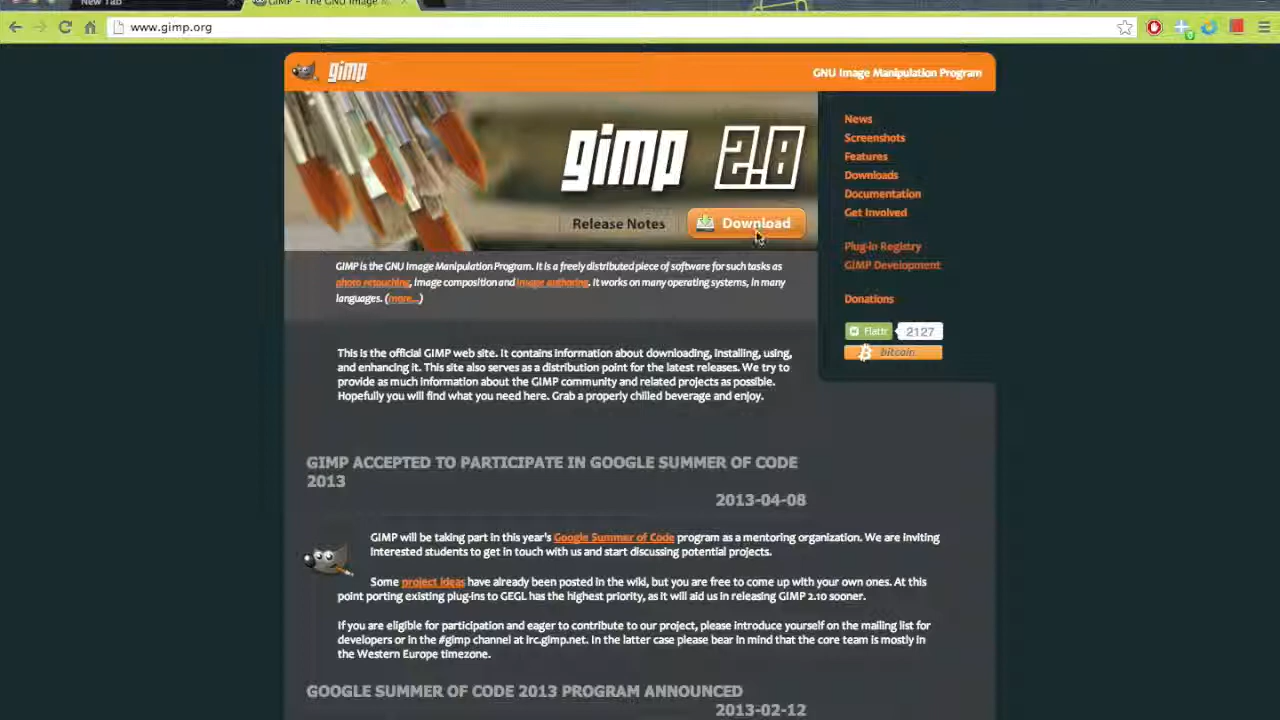 New Tab
GIMP - The GNU Image
www.gimp.org
gimp
GNU Image Manipulation Program
gimp 2.8
Release Notes
Download
News
Screenshots
Features
Downloads
Documentation
Get Involved
Plug-in Registry
GIMP Development
Donations
Flattr 2127
bitcoin
GIMP is the GNU Image Manipulation Program. It is a freely distributed piece of software for such tasks as
photo retouching, image composition and image authoring. It works on many operating systems, in many
languages. (more...)
This is the official GIMP web site. It contains information about downloading, installing, using,
and enhancing it. This site also serves as a distribution point for the latest releases. We try to
provide as much information about the GIMP community and related projects as possible.
Hopefully you will find what you need here. Grab a properly chilled beverage and enjoy.
GIMP ACCEPTED TO PARTICIPATE IN GOOGLE SUMMER OF CODE
2013
2013-04-08
GIMP will be taking part in this year's Google Summer of Code program as a mentoring organization. We are inviting
interested students to get in touch with us and start discussing potential projects.
Some project ideas have already been posted in the wiki, but you are free to come up with your own ones. At this
point porting existing plug-ins to GEGL has the highest priority, as it will aid us in releasing GIMP 2.10 sooner.
If you are eligible for participation and eager to contribute to our project, please introduce yourself on the mailing list for
developers or in the #gimp channel at irc.gimp.net. In the latter case please bear in mind that the core team is mostly in
the Western Europe timezone.
GOOGLE SUMMER OF CODE 2013 PROGRAM ANNOUNCED
2013-02-12